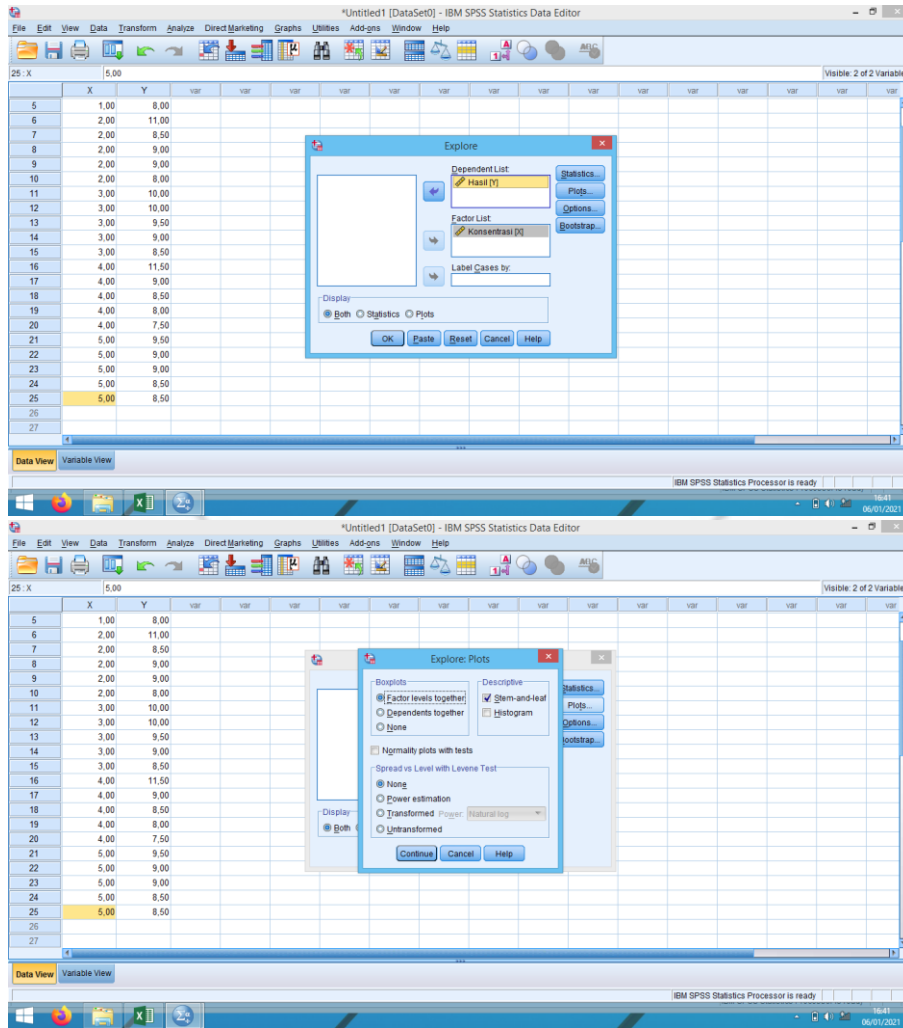 *Untitled1 [DataSet0] - IBM SPSS Statistics Data Editor
File Edit View Data Transform Analyze Direct Marketing Graphs Utilities Add-ons Window Help
25 : X 5,00 Visible: 2 of 2 Variable
X Y var var var var var var var var var var var var var var
5 1,00 8,00
6 2,00 11,00
7 2,00 8,50
8 2,00 9,00
9 2,00 9,00
10 2,00 8,00
11 3,00 10,00
12 3,00 10,00
13 3,00 9,50
14 3,00 9,00
15 3,00 8,50
16 4,00 11,50
17 4,00 9,00
18 4,00 8,50
19 4,00 8,00
20 4,00 7,50
21 5,00 9,50
22 5,00 9,00
23 5,00 9,00
24 5,00 8,50
25 5,00 8,50
26
27
Explore
Dependent List:
Hasil [Y]
Factor List:
Konsentrasi [X]
Label Cases by:
Statistics...
Plots...
Options...
Bootstrap...
Display
Both Statistics Plots
OK Paste Reset Cancel Help
Data View Variable View
IBM SPSS Statistics Processor is ready
16:41
06/01/2021
*Untitled1 [DataSet0] - IBM SPSS Statistics Data Editor
File Edit View Data Transform Analyze Direct Marketing Graphs Utilities Add-ons Window Help
25 : X 5,00 Visible: 2 of 2 Variable
X Y var var var var var var var var var var var var var var
5 1,00 8,00
6 2,00 11,00
7 2,00 8,50
8 2,00 9,00
9 2,00 9,00
10 2,00 8,00
11 3,00 10,00
12 3,00 10,00
13 3,00 9,50
14 3,00 9,00
15 3,00 8,50
16 4,00 11,50
17 4,00 9,00
18 4,00 8,50
19 4,00 8,00
20 4,00 7,50
21 5,00 9,50
22 5,00 9,00
23 5,00 9,00
24 5,00 8,50
25 5,00 8,50
26
27
Explore: Plots
Boxplots
Factor levels together
Dependents together
None
Descriptive
Stem-and-leaf
Histogram
Normality plots with tests
Spread vs Level with Levene Test
None
Power estimation
Transformed Power: Natural log
Untransformed
Continue Cancel Help
Statistics...
Plots...
Options...
Bootstrap...
Display
Both
Data View Variable View
IBM SPSS Statistics Processor is ready
16:41
06/01/2021